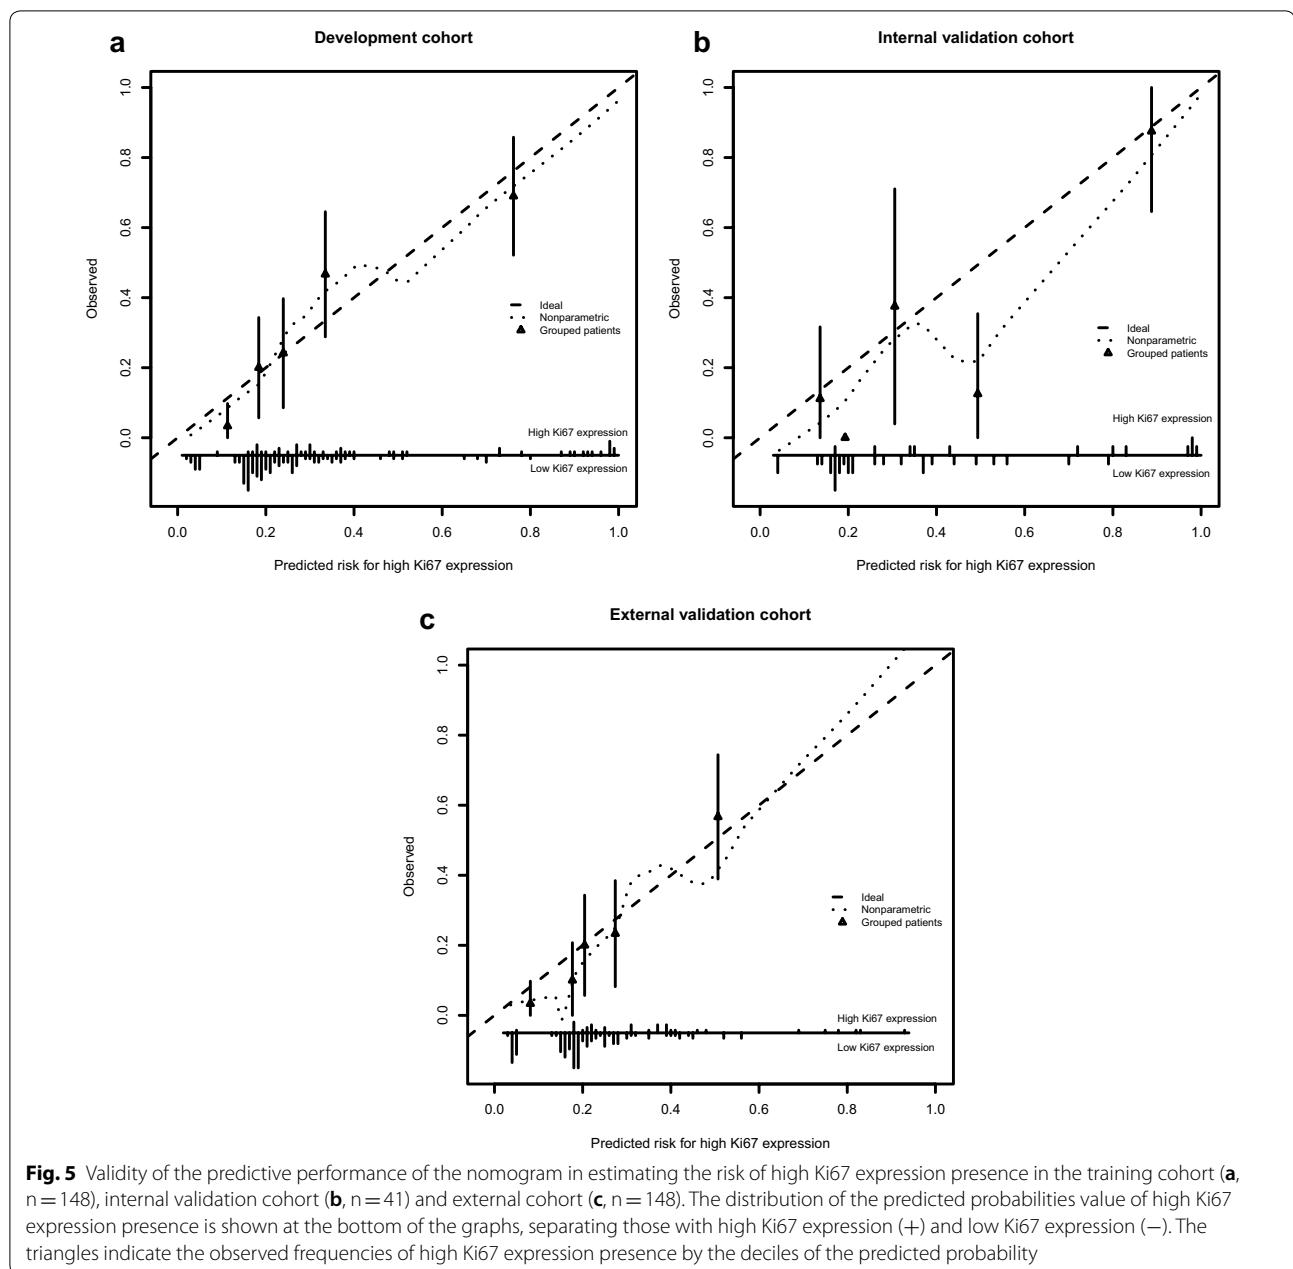 a
Development cohort
1.0
0.8
0.6
0.4
0.2
0.0
Observed
Ideal
Nonparametric
Grouped patients
High Ki67 expression
Low Ki67 expression
0.0 0.2 0.4 0.6 0.8 1.0
Predicted risk for high Ki67 expression
b
Internal validation cohort
1.0
0.8
0.6
0.4
0.2
0.0
Observed
Ideal
Nonparametric
Grouped patients
High Ki67 expression
Low Ki67 expression
0.0 0.2 0.4 0.6 0.8 1.0
Predicted risk for high Ki67 expression
c
External validation cohort
1.0
0.8
0.6
0.4
0.2
0.0
Observed
Ideal
Nonparametric
Grouped patients
High Ki67 expression
Low Ki67 expression
0.0 0.2 0.4 0.6 0.8 1.0
Predicted risk for high Ki67 expression
Fig. 5 Validity of the predictive performance of the nomogram in estimating the risk of high Ki67 expression presence in the training cohort (a,
n = 148), internal validation cohort (b, n = 41) and external cohort (c, n = 148). The distribution of the predicted probabilities value of high Ki67
expression presence is shown at the bottom of the graphs, separating those with high Ki67 expression (+) and low Ki67 expression (−). The
triangles indicate the observed frequencies of high Ki67 expression presence by the deciles of the predicted probability